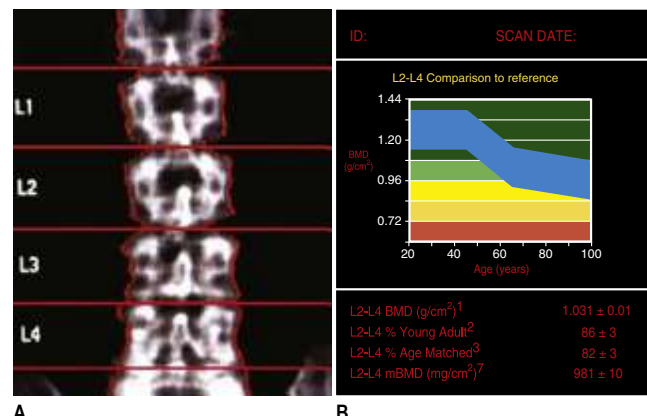 L1
L2
L3
L4
A
ID: SCAN DATE:
L2-L4 Comparison to reference
1.44
1.20
0.96
0.72
BMD
(g/cm²)
20 40 60 80 100
Age (years)
L2-L4 BMD (g/cm²)¹ 1.031 ± 0.01
L2-L4 % Young Adult² 86 ± 3
L2-L4 % Age Matched³ 82 ± 3
L2-L4 mBMD (mg/cm²)⁷ 981 ± 10
B